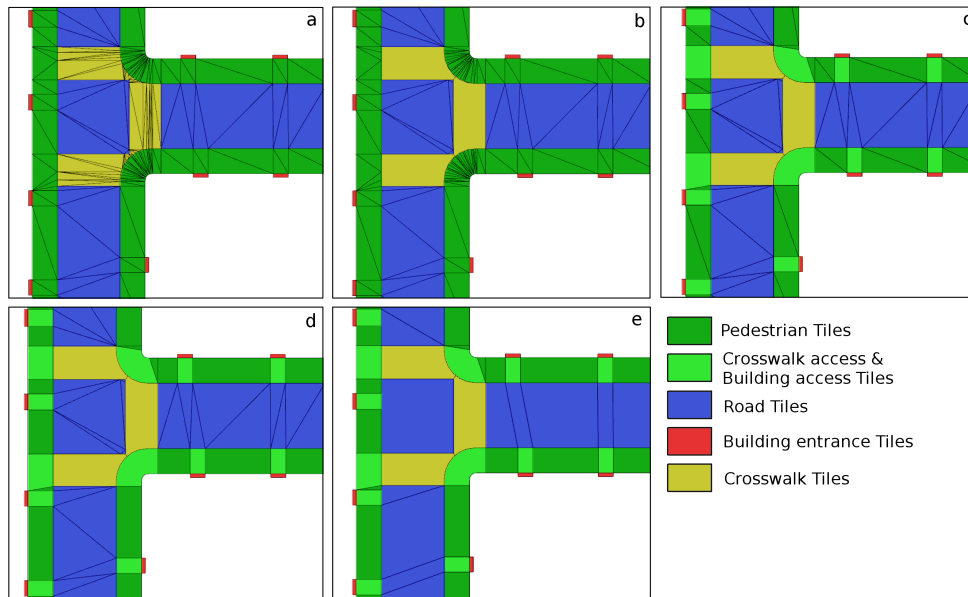 a
b
c
d
e
Pedestrian Tiles
Crosswalk access &
Building access Tiles
Road Tiles
Building entrance Tiles
Crosswalk Tiles